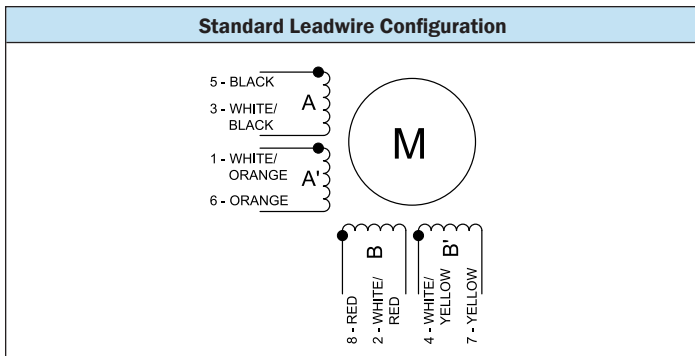 Standard Leadwire Configuration
5 - BLACK
A
3 - WHITE/
BLACK
M
1 - WHITE/
ORANGE
A'
6 - ORANGE
B
B'
8 - RED
2 - WHITE/
RED
4 - WHITE/
YELLOW
7 - YELLOW